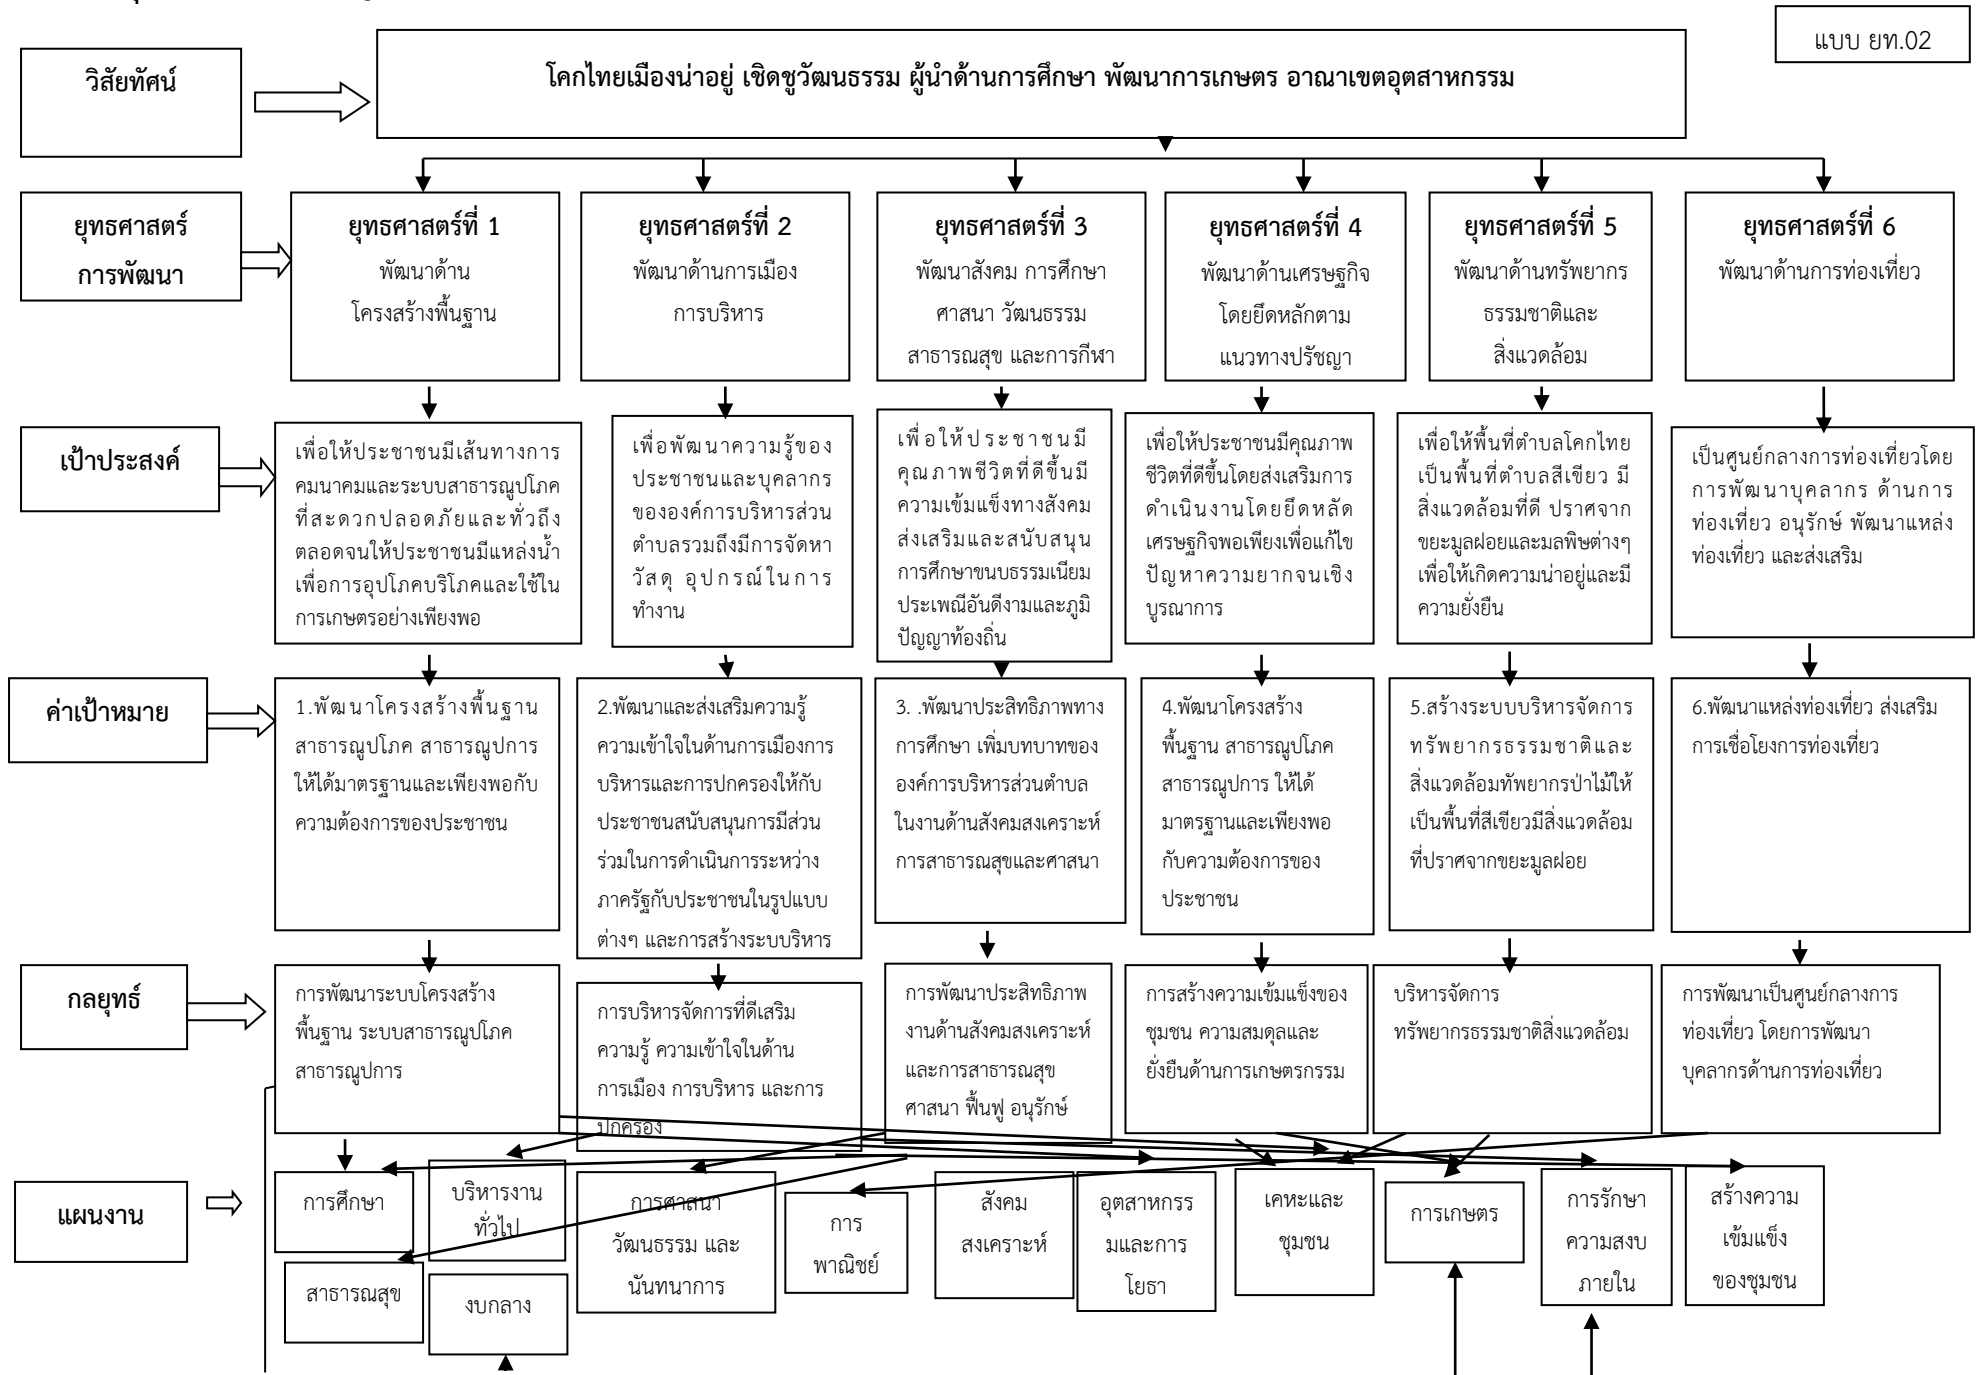 แบบ ยท.02
วิสัยทัศน์
โคกไทยเมืองน่าอยู่ เชิดชูวัฒนธรรม ผู้นำด้านการศึกษา พัฒนาการเกษตร อาณาเขตอุตสาหกรรม
ยุทธศาสตร์
การพัฒนา
ยุทธศาสตร์ที่ 1
พัฒนาด้าน
โครงสร้างพื้นฐาน
ยุทธศาสตร์ที่ 2
พัฒนาด้านการเมือง
การบริหาร
ยุทธศาสตร์ที่ 3
พัฒนาสังคม การศึกษา
ศาสนา วัฒนธรรม
สาธารณสุข และการกีฬา
ยุทธศาสตร์ที่ 4
พัฒนาด้านเศรษฐกิจ
โดยยึดหลักตาม
แนวทางปรัชญา
ยุทธศาสตร์ที่ 5
พัฒนาด้านทรัพยากร
ธรรมชาติและ
สิ่งแวดล้อม
ยุทธศาสตร์ที่ 6
พัฒนาด้านการท่องเที่ยว
เป้าประสงค์
เพื่อให้ประชาชนมีเส้นทางการ
คมนาคมและระบบสาธารณูปโภค
ที่สะดวกปลอดภัยและทั่วถึง
ตลอดจนให้ประชาชนมีแหล่งน้ำ
เพื่อการอุปโภคบริโภคและใช้ใน
การเกษตรอย่างเพียงพอ
เพื่อพัฒนาความรู้ของ
ประชาชนและบุคลากร
ขององค์การบริหารส่วน
ตำบลรวมถึงมีการจัดหา
วัสดุ อุปกรณ์ในการ
ทำงาน
เพื่อให้ประชาชนมี
คุณภาพชีวิตที่ดีขึ้นมี
ความเข้มแข็งทางสังคม
ส่งเสริมและสนับสนุน
การศึกษาขนบธรรมเนียม
ประเพณีอันดีงามและภูมิ
ปัญญาท้องถิ่น
เพื่อให้ประชาชนมีคุณภาพ
ชีวิตที่ดีขึ้นโดยส่งเสริมการ
ดำเนินงานโดยยึดหลัด
เศรษฐกิจพอเพียงเพื่อแก้ไข
ปัญหาความยากจนเชิง
บูรณาการ
เพื่อให้พื้นที่ตำบลโคกไทย
เป็นพื้นที่ตำบลสีเขียว มี
สิ่งแวดล้อมที่ดี ปราศจาก
ขยะมูลฝอยและมลพิษต่างๆ
เพื่อให้เกิดความน่าอยู่และมี
ความยั่งยืน
เป็นศูนย์กลางการท่องเที่ยวโดย
การพัฒนาบุคลากร ด้านการ
ท่องเที่ยว อนุรักษ์ พัฒนาแหล่ง
ท่องเที่ยว และส่งเสริม
ค่าเป้าหมาย
1.พัฒนาโครงสร้างพื้นฐาน
สาธารณูปโภค สาธารณูปการ
ให้ได้มาตรฐานและเพียงพอกับ
ความต้องการของประชาชน
2.พัฒนาและส่งเสริมความรู้
ความเข้าใจในด้านการเมืองการ
บริหารและการปกครองให้กับ
ประชาชนสนับสนุนการมีส่วน
ร่วมในการดำเนินการระหว่าง
ภาครัฐกับประชาชนในรูปแบบ
ต่างๆ และการสร้างระบบบริหาร
3. .พัฒนาประสิทธิภาพทาง
การศึกษา เพิ่มบทบาทของ
องค์การบริหารส่วนตำบล
ในงานด้านสังคมสงเคราะห์
การสาธารณสุขและศาสนา
4.พัฒนาโครงสร้าง
พื้นฐาน สาธารณูปโภค
สาธารณูปการ ให้ได้
มาตรฐานและเพียงพอ
กับความต้องการของ
ประชาชน
5.สร้างระบบบริหารจัดการ
ทรัพยากรธรรมชาติและ
สิ่งแวดล้อมทัพยากรป่าไม้ให้
เป็นพื้นที่สีเขียวมีสิ่งแวดล้อม
ที่ปราศจากขยะมูลฝอย
6.พัฒนาแหล่งท่องเที่ยว ส่งเสริม
การเชื่อโยงการท่องเที่ยว
กลยุทธ์
การพัฒนาระบบโครงสร้าง
พื้นฐาน ระบบสาธารณูปโภค
สาธารณูปการ
การบริหารจัดการที่ดีเสริม
ความรู้ ความเข้าใจในด้าน
การเมือง การบริหาร และการ
ปกครอง
การพัฒนาประสิทธิภาพ
งานด้านสังคมสงเคราะห์
และการสาธารณสุข
ศาสนา ฟื้นฟู อนุรักษ์
การสร้างความเข้มแข็งของ
ชุมชน ความสมดุลและ
ยั่งยืนด้านการเกษตรกรรม
บริหารจัดการ
ทรัพยากรธรรมชาติสิ่งแวดล้อม
การพัฒนาเป็นศูนย์กลางการ
ท่องเที่ยว โดยการพัฒนา
บุคลากรด้านการท่องเที่ยว
แผนงาน
การศึกษา
บริหารงาน
ทั่วไป
การศาสนา
วัฒนธรรม และ
นันทนาการ
การ
พาณิชย์
สังคม
สงเคราะห์
อุตสาหกรร
มและการ
โยธา
เคหะและ
ชุมชน
การเกษตร
การรักษา
ความสงบ
ภายใน
สร้างความ
เข้มแข็ง
ของชุมชน
สาธารณสุข
งบกลาง